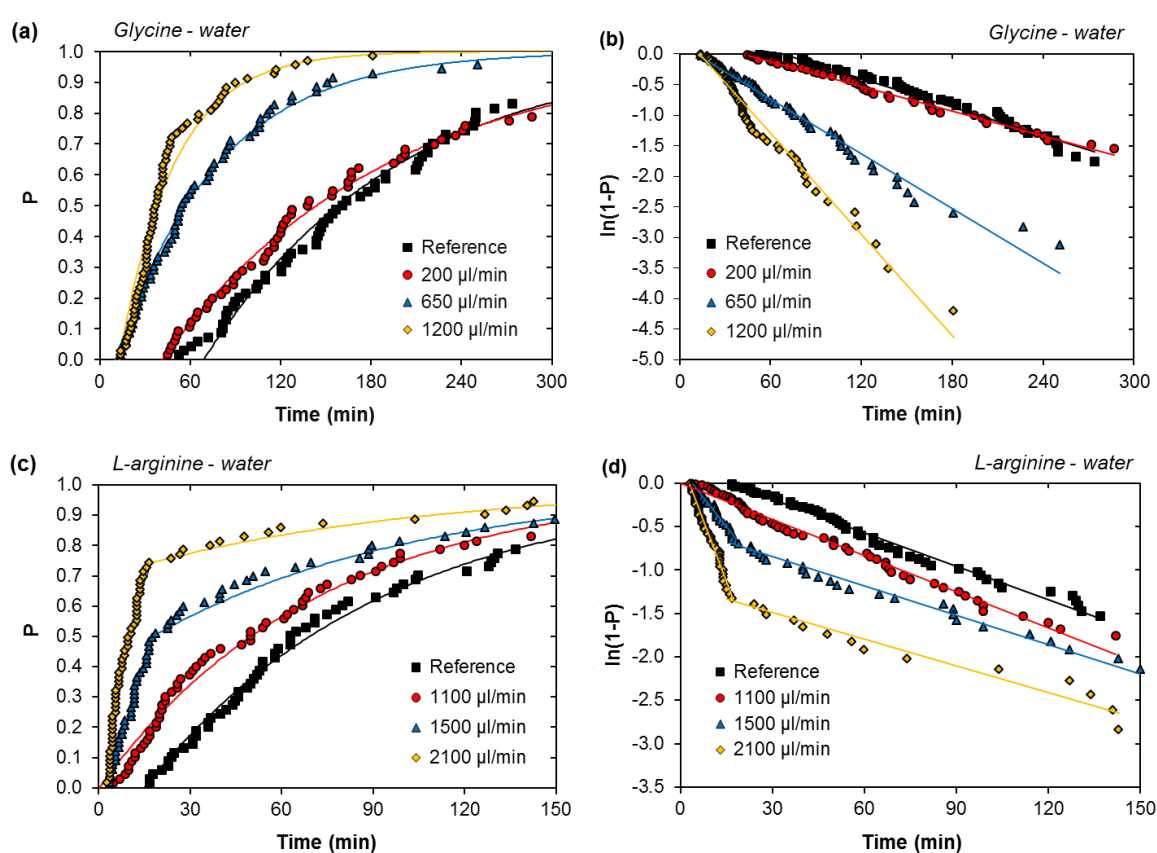 (a)
Glycine - water
1.0
0.9
0.8
0.7
0.6
0.5
0.4
0.3
0.2
0.1
0.0
P
Reference
200 µl/min
650 µl/min
1200 µl/min
0 60 120 180 240 300
Time (min)
(b)
Glycine - water
0.0
-0.5
-1.0
-1.5
-2.0
-2.5
-3.0
-3.5
-4.0
-4.5
-5.0
ln(1-P)
Reference
200 µl/min
650 µl/min
1200 µl/min
0 60 120 180 240 300
Time (min)
(c)
L-arginine - water
1.0
0.9
0.8
0.7
0.6
0.5
0.4
0.3
0.2
0.1
0.0
P
Reference
1100 µl/min
1500 µl/min
2100 µl/min
0 30 60 90 120 150
Time (min)
(d)
L-arginine - water
0.0
-0.5
-1.0
-1.5
-2.0
-2.5
-3.0
-3.5
ln(1-P)
Reference
1100 µl/min
1500 µl/min
2100 µl/min
0 30 60 90 120 150
Time (min)